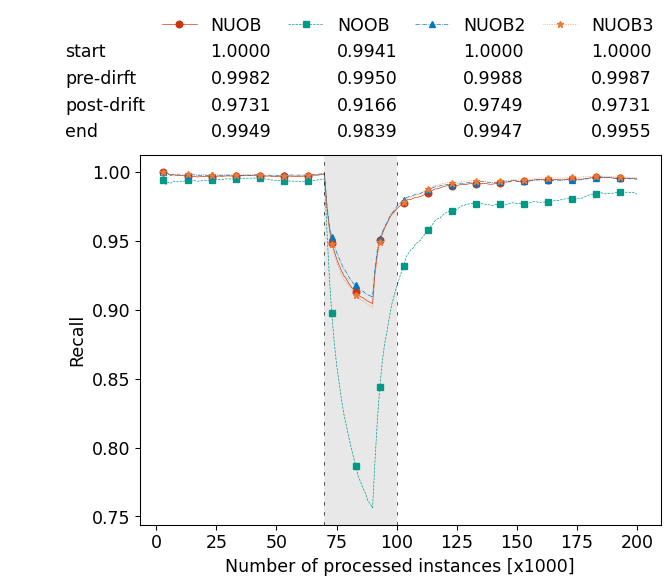 NUOB NOOB NUOB2 NUOB3
start 1.0000 0.9941 1.0000 1.0000
pre-dirft 0.9982 0.9950 0.9988 0.9987
post-drift 0.9731 0.9166 0.9749 0.9731
end 0.9949 0.9839 0.9947 0.9955
1.00
0.95
0.90
0.85
0.80
0.75
Recall
0 25 50 75 100 125 150 175 200
Number of processed instances [x1000]